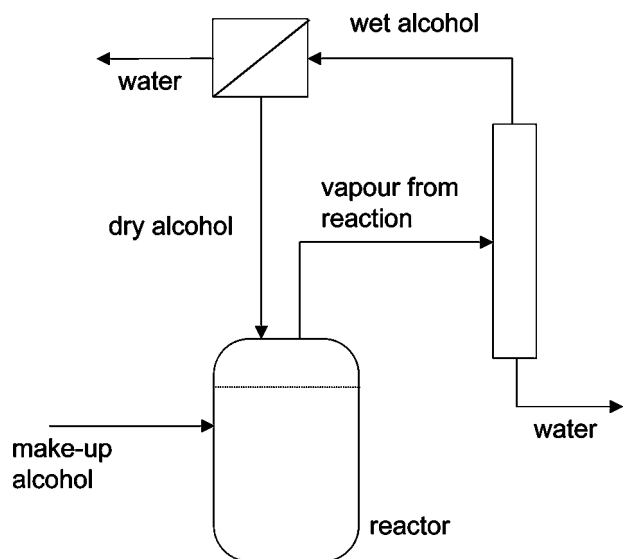 wet alcohol
water
vapour from
reaction
dry alcohol
water
make-up
alcohol
reactor